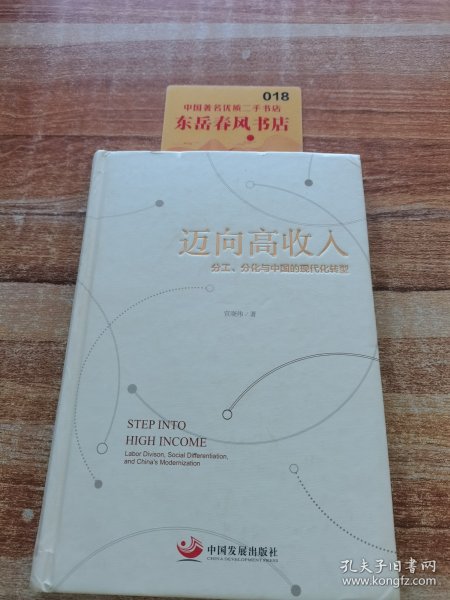 018
中国著名优质二手书店
东岳春风书店
迈向高收入
分工、分化与中国的现代化转型
宣晓伟/著
STEP INTO
HIGH INCOME
Labor Divison, Social Differentiation,
and China's Modernization
中国发展出版社
CHINA DEVELOPMENT PRESS
孔夫子旧书网
www.kongfz.com